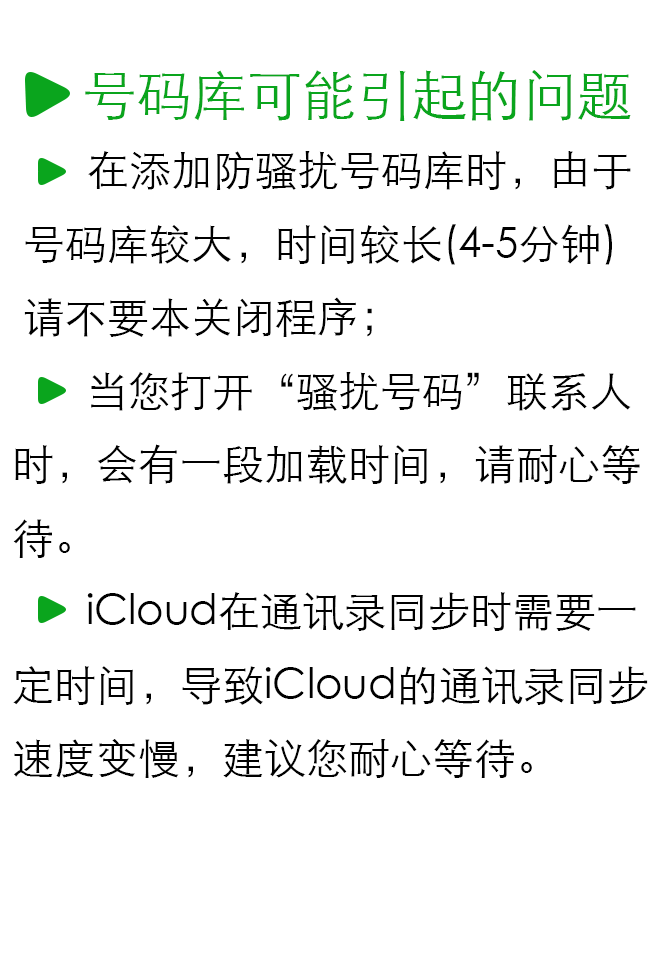 号码库可能引起的问题
在添加防骚扰号码库时，由于
号码库较大，时间较长(4-5分钟)
请不要本关闭程序；
当您打开“骚扰号码”联系人
时，会有一段加载时间，请耐心等
待。
iCloud在通讯录同步时需要一
定时间，导致iCloud的通讯录同步
速度变慢，建议您耐心等待。